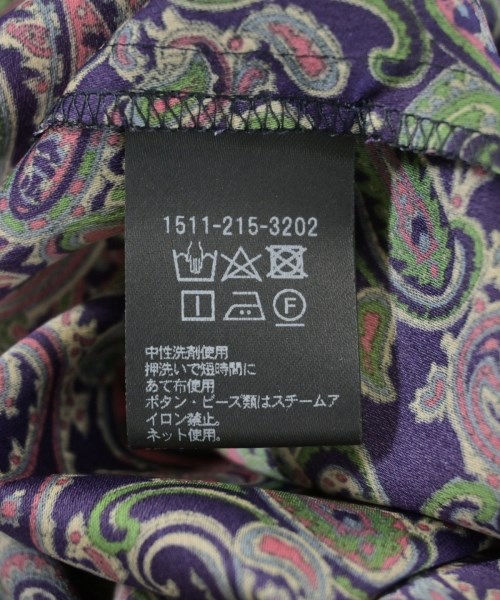 1511-215-3202
F
中性洗剤使用
押洗いで短時間に
あて布使用
ボタン・ビーズ類はスチームア
イロン禁止。
ネット使用。